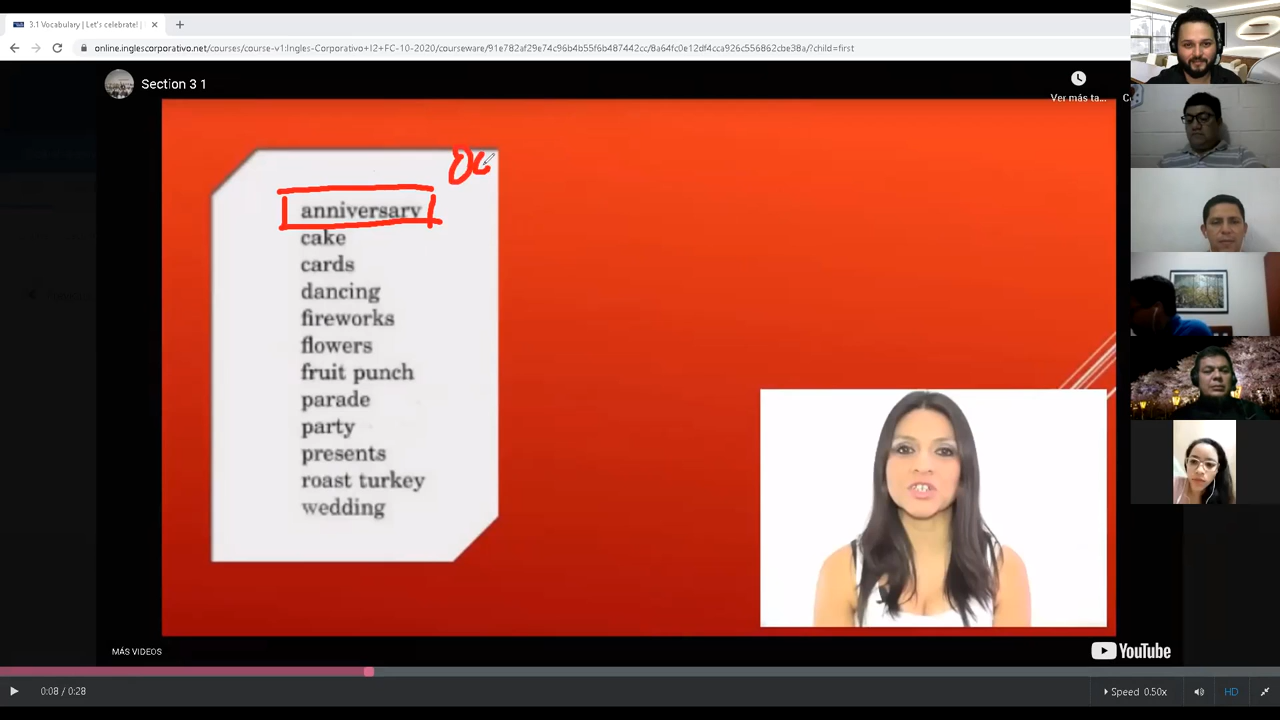 3.1 Vocabulary | Let's celebrate! |
online.inglescorporativo.net/courses/course-v1:Ingles-Corporativo+I2+FC-10-2020/courseware/91e782af29e74c96b4b55f6b487442cc/8a64fc0e12df4cca926c556862cbe38a/?child=first
Section 3 1
Ver más ta...
anniversary
cake
cards
dancing
fireworks
flowers
fruit punch
parade
party
presents
roast turkey
wedding
MÁS VIDEOS
YouTube
0:08 / 0:28
Speed 0.50x
HD